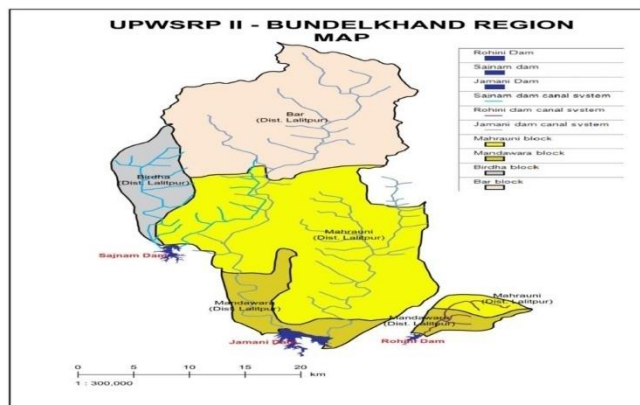 UPWSRP II - BUNDELKHAND REGION
MAP
Rohini Dam
Sajnam dam
Jamani Dam
Sajnam dam canal system
Rohini dam canal system
Jamani dam canal system
Mahrauni block
Mandawara block
Birdha block
Bar block
Bar
(Dist. Lalitpur)
Birdha
(Dist. Lalitpur)
Mahrauni
(Dist. Lalitpur)
Sajnam Dam
Mandawara
(Dist. Lalitpur)
Mahrauni
(Dist. Lalitpur)
Mandawara
(Dist. Lalitpur)
Jamani Dam
Rohini Dam
0 5 10 15 20
km
1 : 300,000